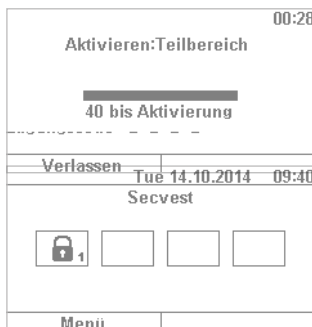 00:28
Aktivieren:Teilbereich
40 bis Aktivierung
Verlassen
Tue 14.10.2014 09:40
Secvest
1
Menü